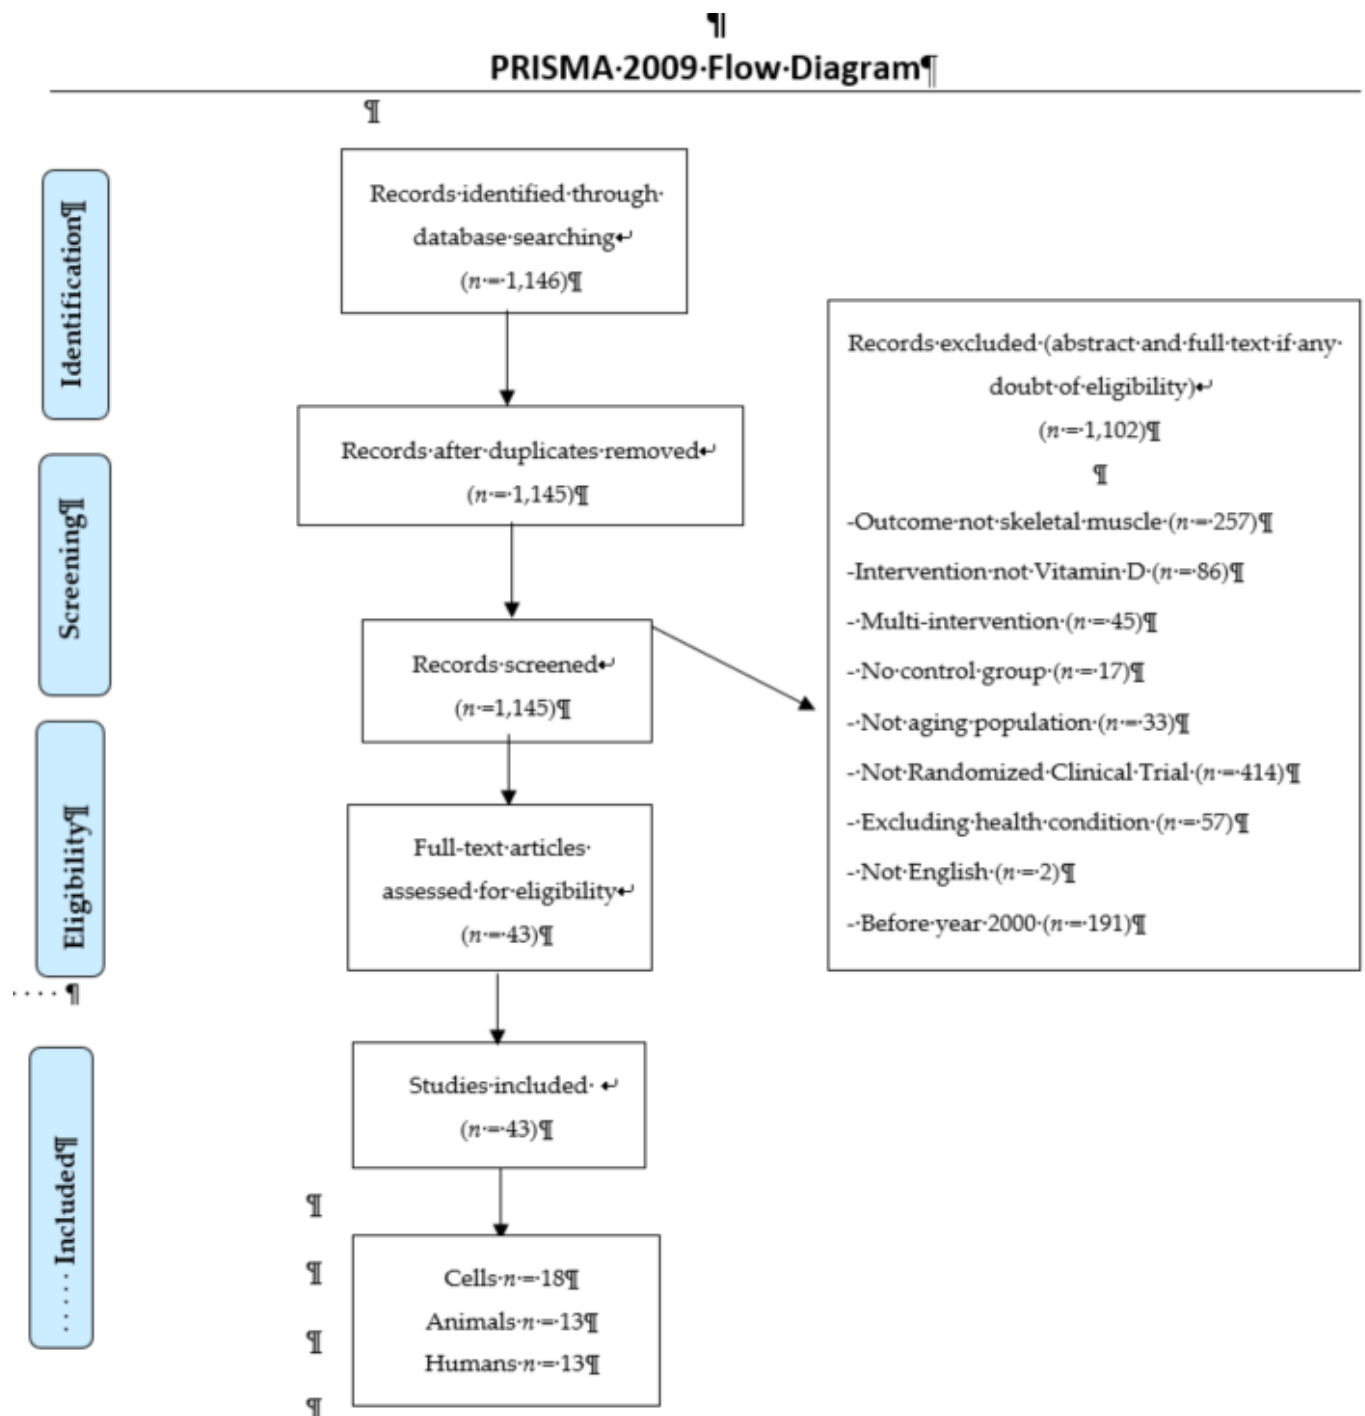 ¶
PRISMA·2009·Flow·Diagram¶
¶
Identification¶
Records·identified·through·
database·searching↵
(n·=·1,146)¶
Records·after·duplicates·removed↵
(n·=·1,145)¶
Screening¶
Records·screened↵
(n·=1,145)¶
Records·excluded·(abstract·and·full·text·if·any·
doubt·of·eligibility)↵
(n·=·1,102)¶
¶
-Outcome·not·skeletal·muscle·(n·=·257)¶
-Intervention·not·Vitamin·D·(n·=·86)¶
-·Multi-intervention·(n·=·45)¶
-·No·control·group·(n·=·17)¶
-·Not·aging·population·(n·=·33)¶
-·Not·Randomized·Clinical·Trial·(n·=·414)¶
-·Excluding·health·condition·(n·=·57)¶
-·Not·English·(n·=·2)¶
-·Before·year·2000·(n·=·191)¶
Eligibility¶
Full-text·articles·
assessed·for·eligibility↵
(n·=·43)¶
····¶
·····Included¶
Studies·included·↵
(n·=·43)¶
¶
¶
Cells·n·=·18¶
Animals·n·=·13¶
¶
Humans·n·=·13¶
¶